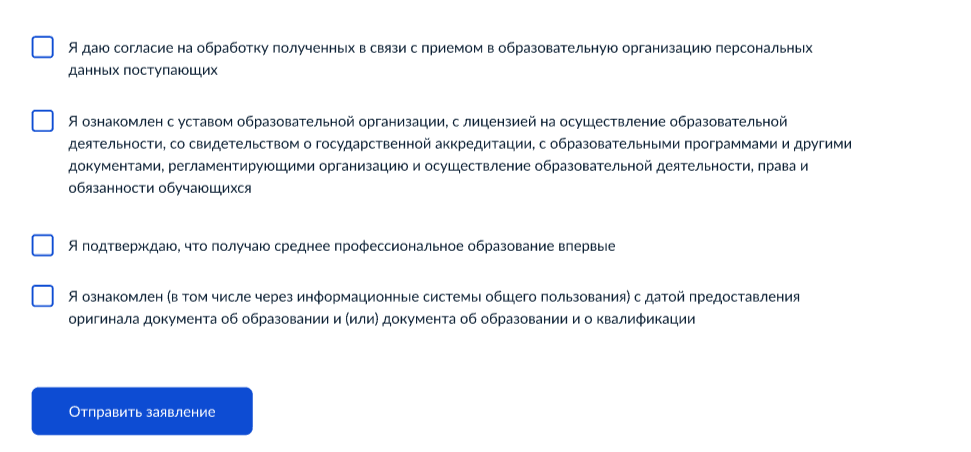 Я даю согласие на обработку полученных в связи с приемом в образовательную организацию персональных
данных поступающих
Я ознакомлен с уставом образовательной организации, с лицензией на осуществление образовательной
деятельности, со свидетельством о государственной аккредитации, с образовательными программами и другими
документами, регламентирующими организацию и осуществление образовательной деятельности, права и
обязанности обучающихся
Я подтверждаю, что получаю среднее профессиональное образование впервые
Я ознакомлен (в том числе через информационные системы общего пользования) с датой предоставления
оригинала документа об образовании и (или) документа об образовании и о квалификации
Отправить заявление